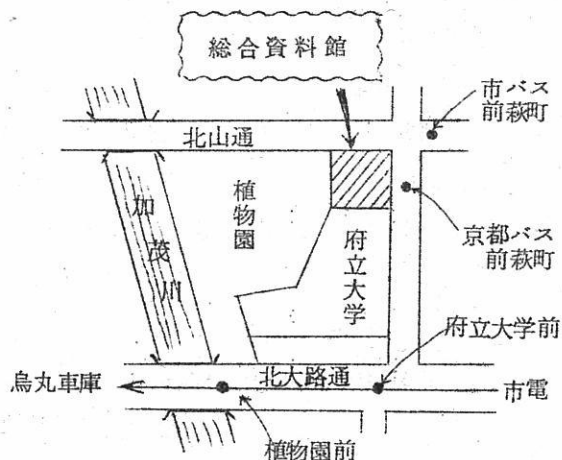 総合資料館
市バス
前萩町
北山通
植物園
加茂川
京都バス
前萩町
府立大学
府立大学前
北大路通
烏丸車庫
市電
植物園前